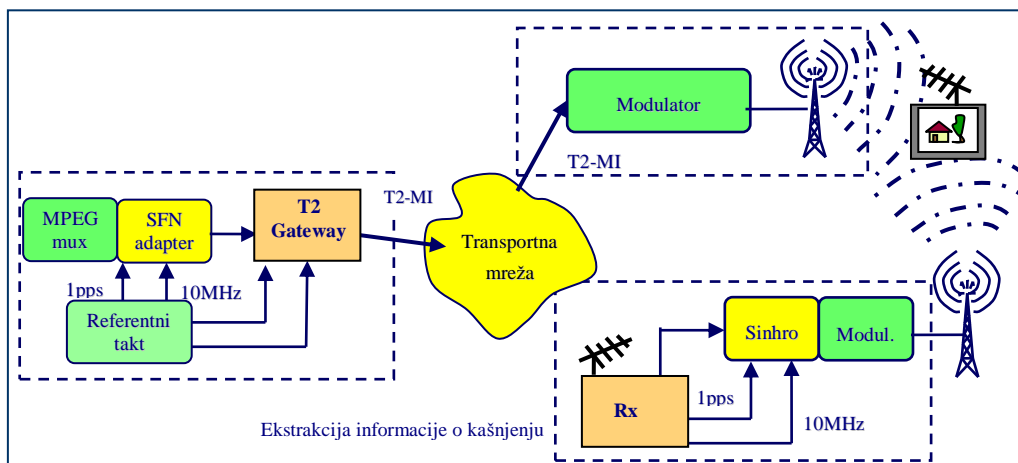 Modulator
T2-MI
T2-MI
MPEG
mux
SFN
adapter
T2
Gateway
Transportna
mreža
1pps
10MHz
Referentni
takt
Sinhro
Modul.
Rx
1pps
10MHz
Ekstrakcija informacije o kašnjenju